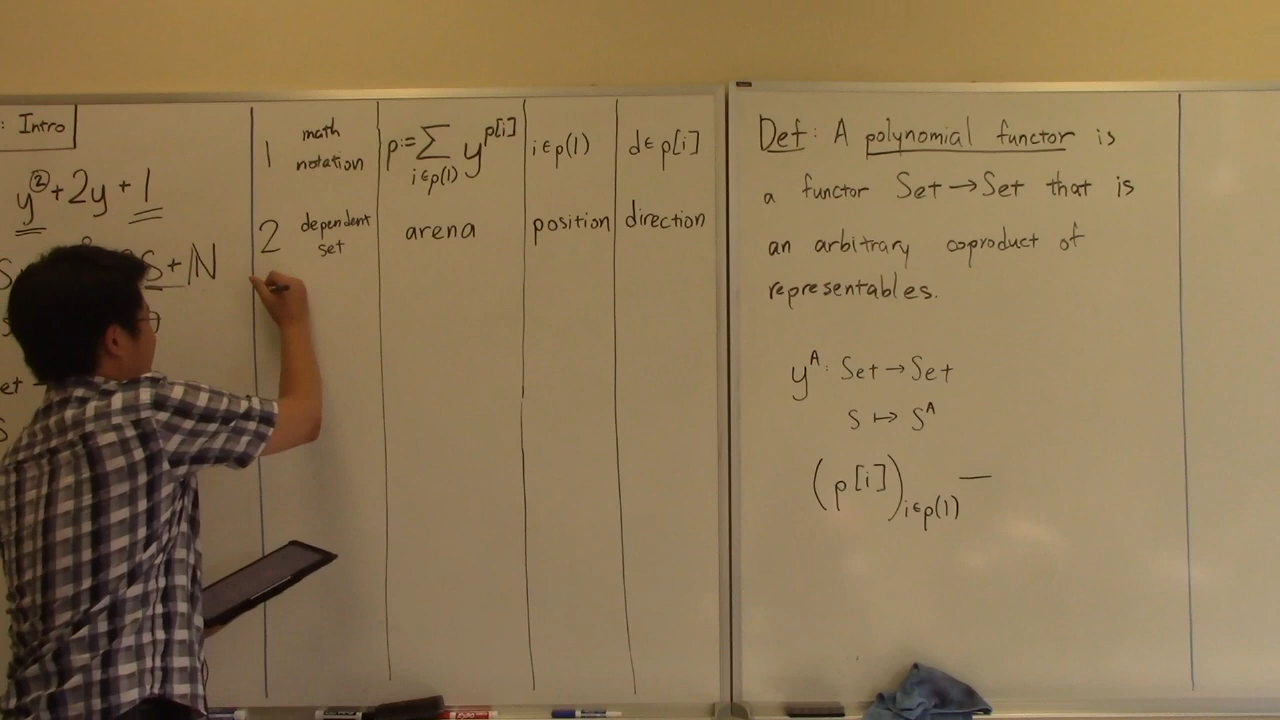 : Intro
y² + 2y + 1
S + ℕ
1 math notation p := ∑_{i∈p(1)} y^{p[i]} i∈p(1) d∈p[i]
2 dependent set arena position direction
Def: A polynomial functor is
a functor Set → Set that is
an arbitrary coproduct of
representables.
y^A: Set → Set
S ↦ S^A
(p[i])_{i∈p(1)} —